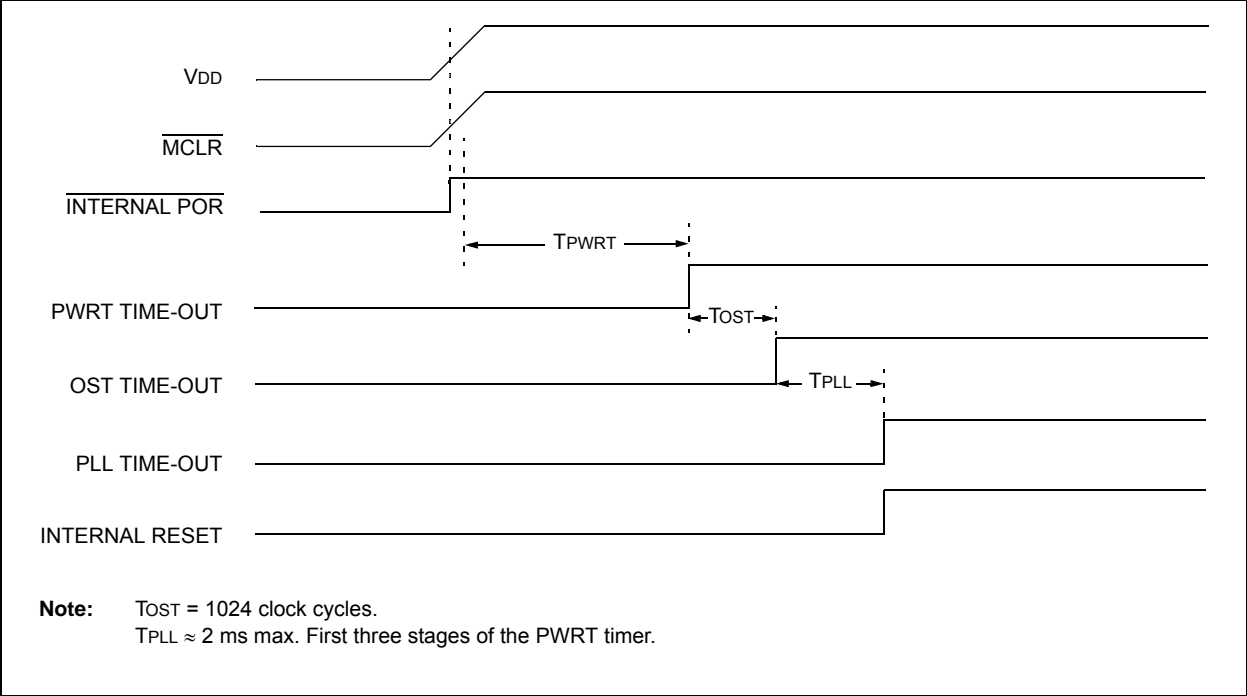 VDD
MCLR
INTERNAL POR
TPWRT
PWRT TIME-OUT
TOST
OST TIME-OUT
TPLL
PLL TIME-OUT
INTERNAL RESET
Note: TOST = 1024 clock cycles.
TPLL ≈ 2 ms max. First three stages of the PWRT timer.